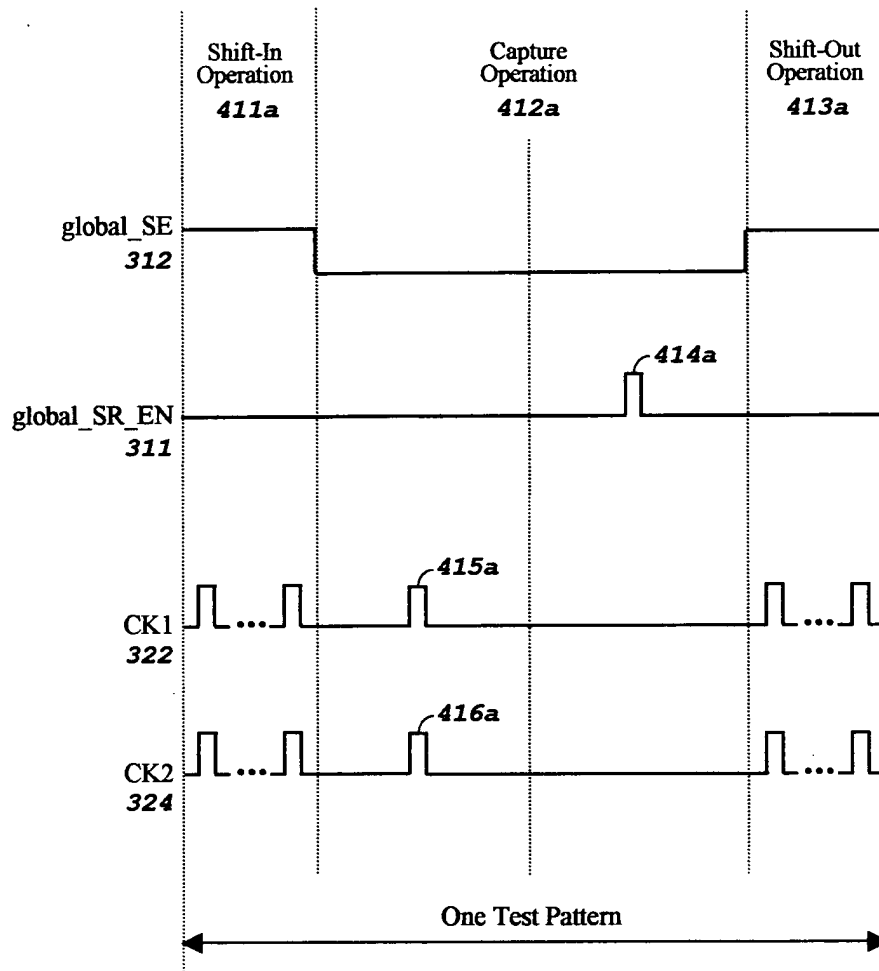 Shift-In
Operation
411a
Capture
Operation
412a
Shift-Out
Operation
413a
global_SE
312
414a
global_SR_EN
311
415a
CK1
322
416a
CK2
324
One Test Pattern